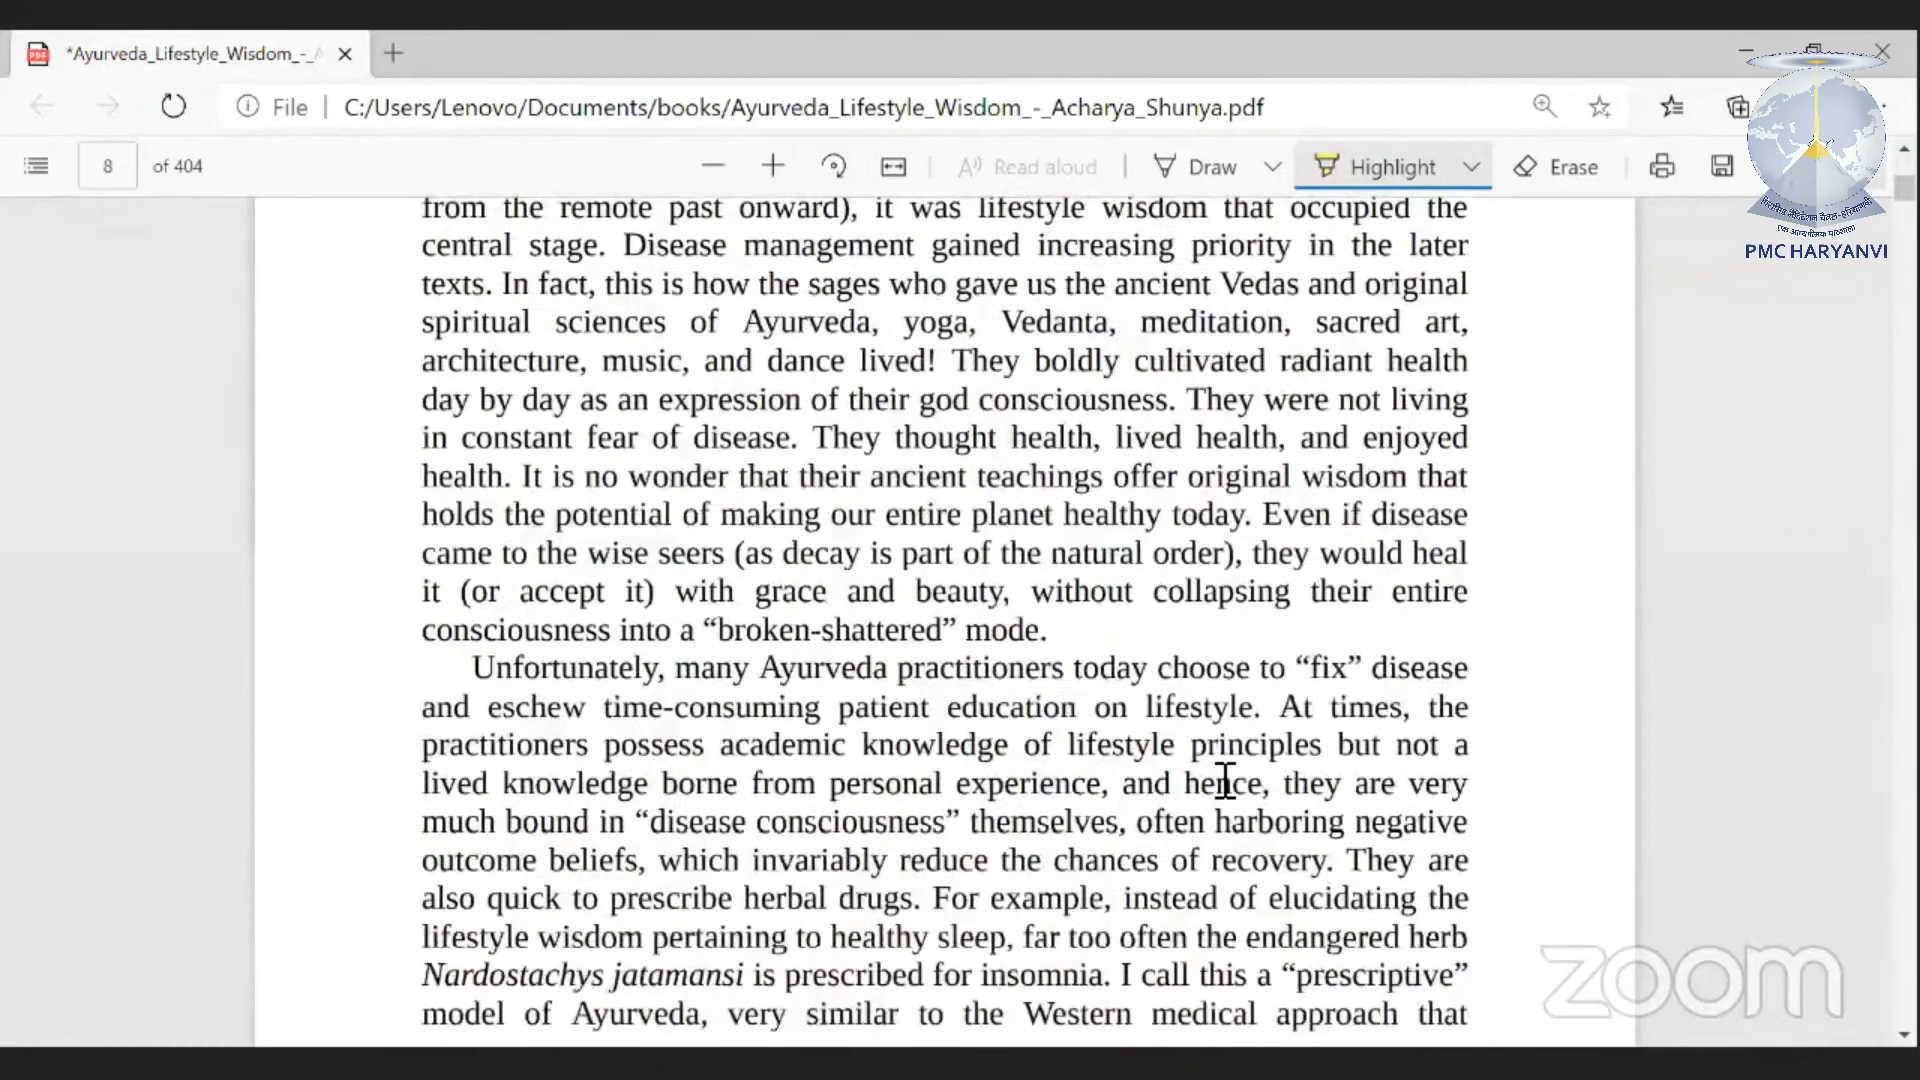 *Ayurveda_Lifestyle_Wisdom_-_A
File
C:/Users/Lenovo/Documents/books/Ayurveda_Lifestyle_Wisdom_-_Acharya_Shunya.pdf
8 of 404
Read aloud
Draw
Highlight
Erase
PMC HARYANVI
from the remote past onward), it was lifestyle wisdom that occupied the
central stage. Disease management gained increasing priority in the later
texts. In fact, this is how the sages who gave us the ancient Vedas and original
spiritual sciences of Ayurveda, yoga, Vedanta, meditation, sacred art,
architecture, music, and dance lived! They boldly cultivated radiant health
day by day as an expression of their god consciousness. They were not living
in constant fear of disease. They thought health, lived health, and enjoyed
health. It is no wonder that their ancient teachings offer original wisdom that
holds the potential of making our entire planet healthy today. Even if disease
came to the wise seers (as decay is part of the natural order), they would heal
it (or accept it) with grace and beauty, without collapsing their entire
consciousness into a “broken-shattered” mode.
Unfortunately, many Ayurveda practitioners today choose to “fix” disease
and eschew time-consuming patient education on lifestyle. At times, the
practitioners possess academic knowledge of lifestyle principles but not a
lived knowledge borne from personal experience, and hence, they are very
much bound in “disease consciousness” themselves, often harboring negative
outcome beliefs, which invariably reduce the chances of recovery. They are
also quick to prescribe herbal drugs. For example, instead of elucidating the
lifestyle wisdom pertaining to healthy sleep, far too often the endangered herb
Nardostachys jatamansi is prescribed for insomnia. I call this a “prescriptive”
model of Ayurveda, very similar to the Western medical approach that
zoom